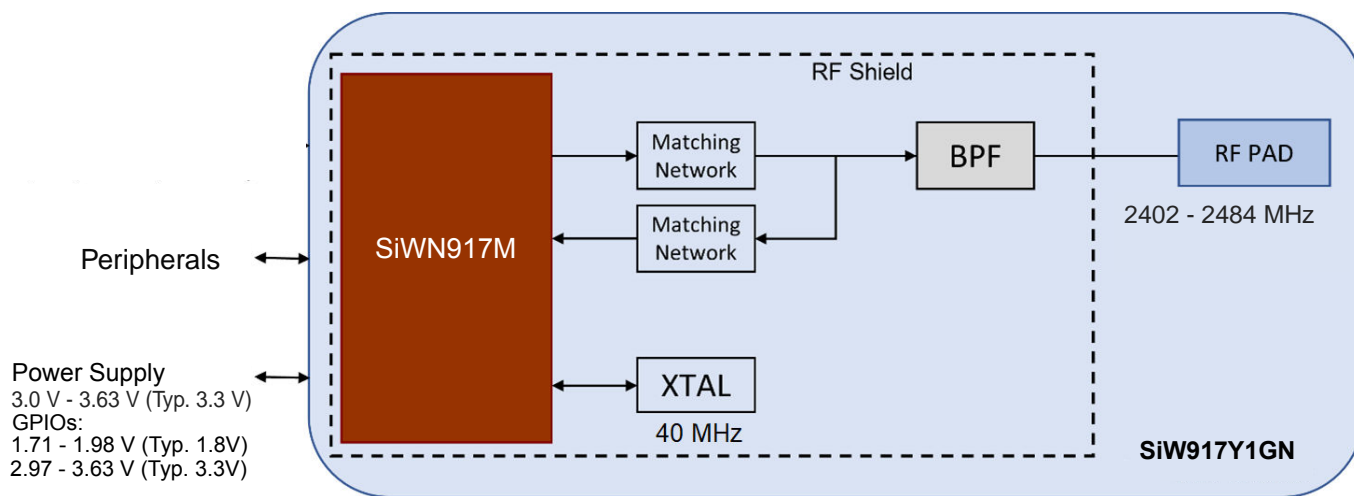 RF Shield
Matching
Network
BPF
RF PAD
2402 - 2484 MHz
Matching
Network
SiWN917M
Peripherals
Power Supply
3.0 V - 3.63 V (Typ. 3.3 V)
GPIOs:
1.71 - 1.98 V (Typ. 1.8V)
2.97 - 3.63 V (Typ. 3.3V)
XTAL
40 MHz
SiW917Y1GN